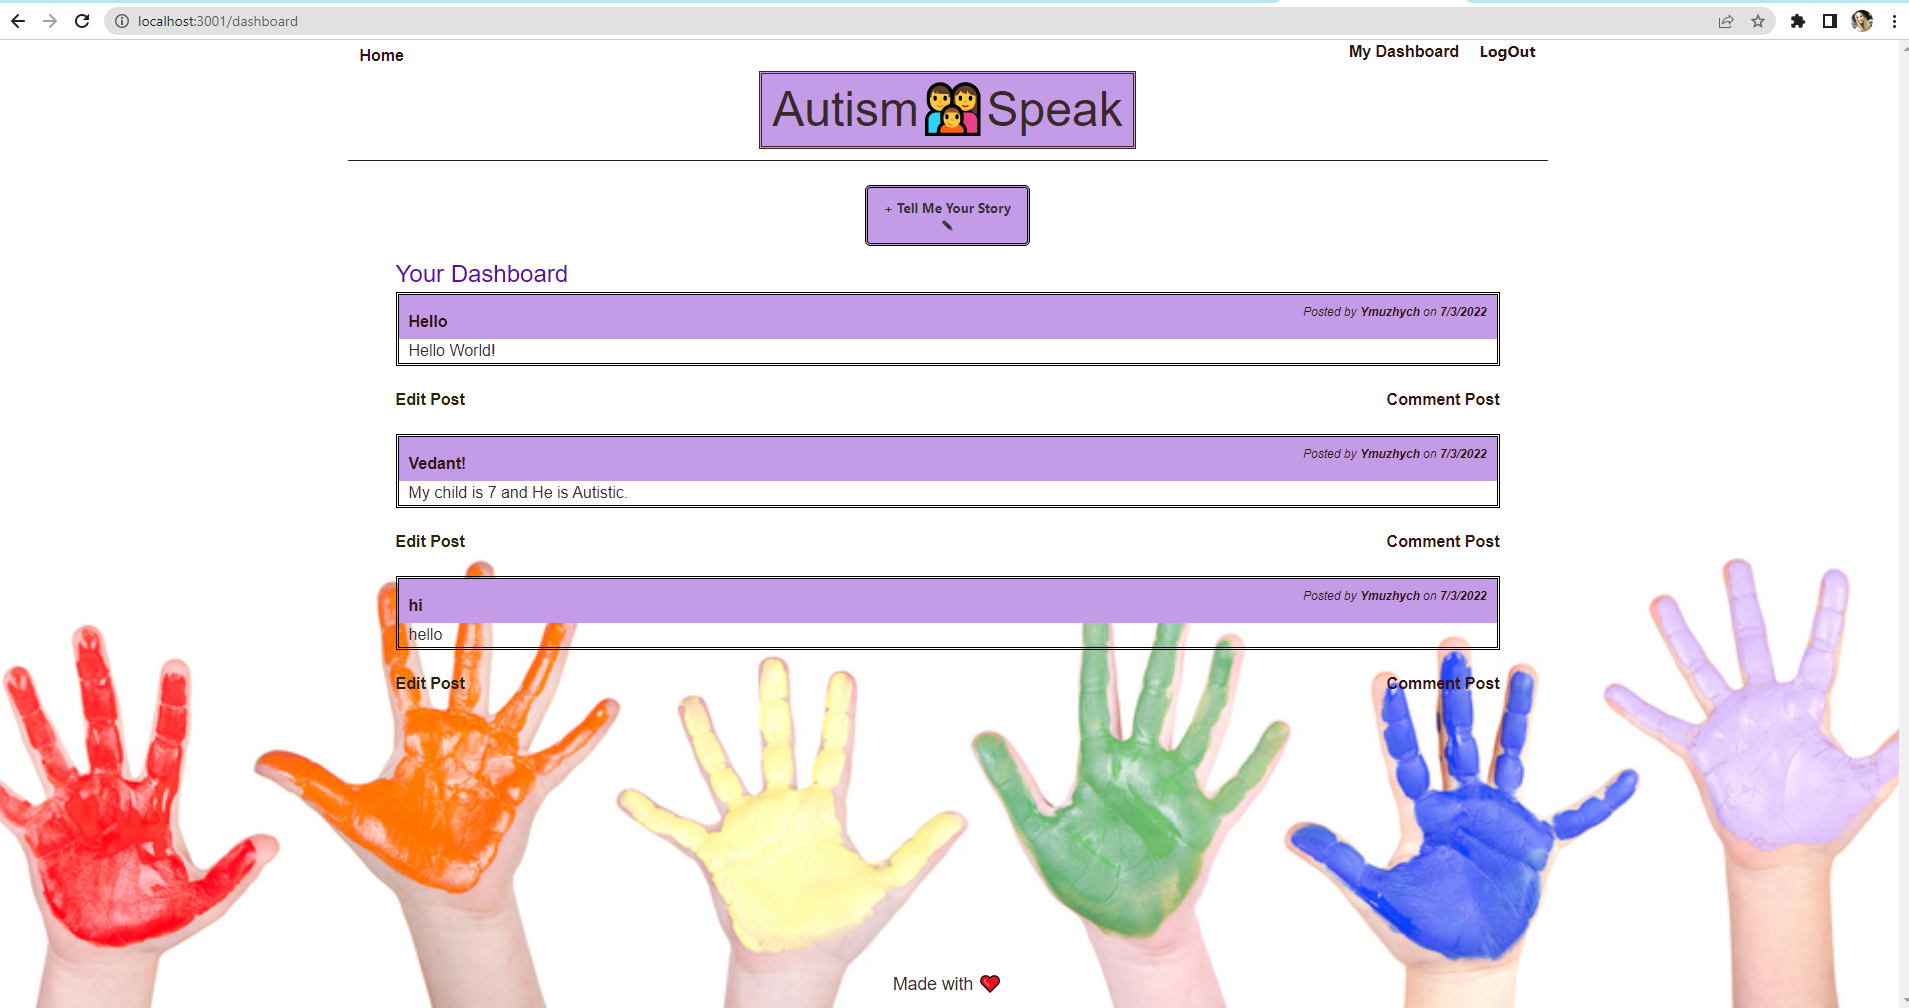 localhost:3001/dashboard
Home
My Dashboard LogOut
Autism👨‍👩‍👦Speak
+ Tell Me Your Story
✎
Your Dashboard
Hello
Posted by Ymuzhych on 7/3/2022
Hello World!
Edit Post
Comment Post
Vedant!
Posted by Ymuzhych on 7/3/2022
My child is 7 and He is Autistic.
Edit Post
Comment Post
hi
Posted by Ymuzhych on 7/3/2022
hello
Edit Post
Comment Post
Made with ❤️